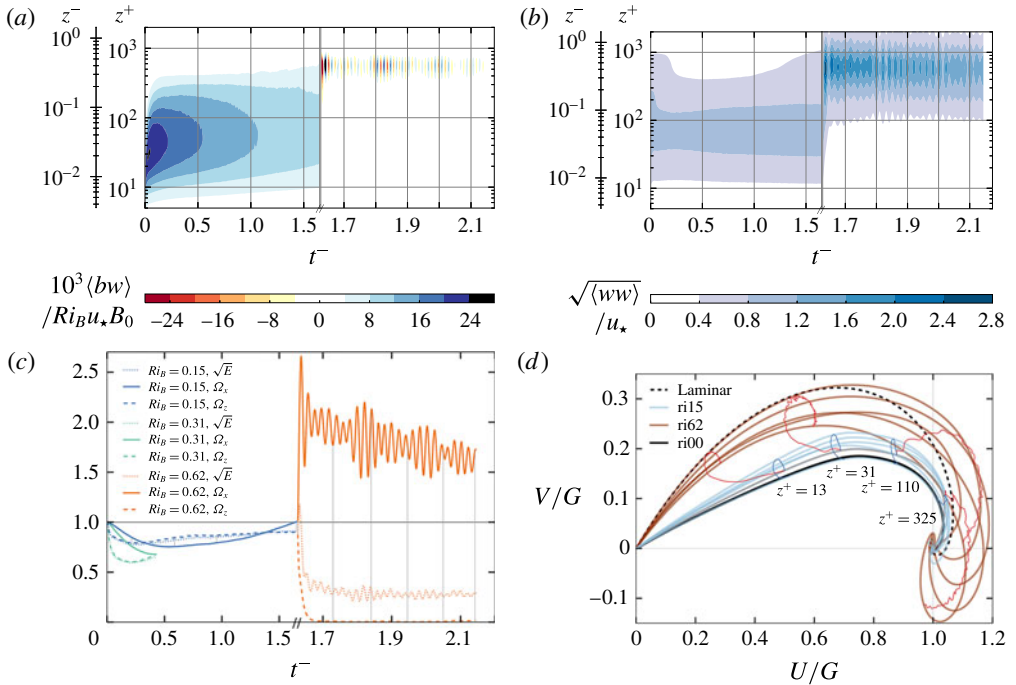 (a) z⁻ z⁺
10⁰ 10³
10⁻¹ 10²
10⁻² 10¹
0 0.5 1.0 1.5 1.7 1.9 2.1
t⁻
10³⟨bw⟩
/Ri_B u⋆ B₀
−24 −16 −8 0 8 16 24
(b) z⁻ z⁺
10⁰ 10³
10⁻¹ 10²
10⁻² 10¹
0 0.5 1.0 1.5 1.7 1.9 2.1
t⁻
√⟨ww⟩
/u⋆
0 0.4 0.8 1.2 1.6 2.0 2.4 2.8
(c)
2.5
2.0
1.5
1.0
0.5
Ri_B = 0.15, √E
Ri_B = 0.15, Ω_x
Ri_B = 0.15, Ω_z
Ri_B = 0.31, √E
Ri_B = 0.31, Ω_x
Ri_B = 0.31, Ω_z
Ri_B = 0.62, √E
Ri_B = 0.62, Ω_x
Ri_B = 0.62, Ω_z
0 0.5 1.0 1.5 1.7 1.9 2.1
t⁻
(d)
V/G
0.3
0.2
0.1
0
−0.1
Laminar
ri15
ri62
ri00
z⁺ = 13
z⁺ = 31
z⁺ = 110
z⁺ = 325
0 0.2 0.4 0.6 0.8 1.0 1.2
U/G